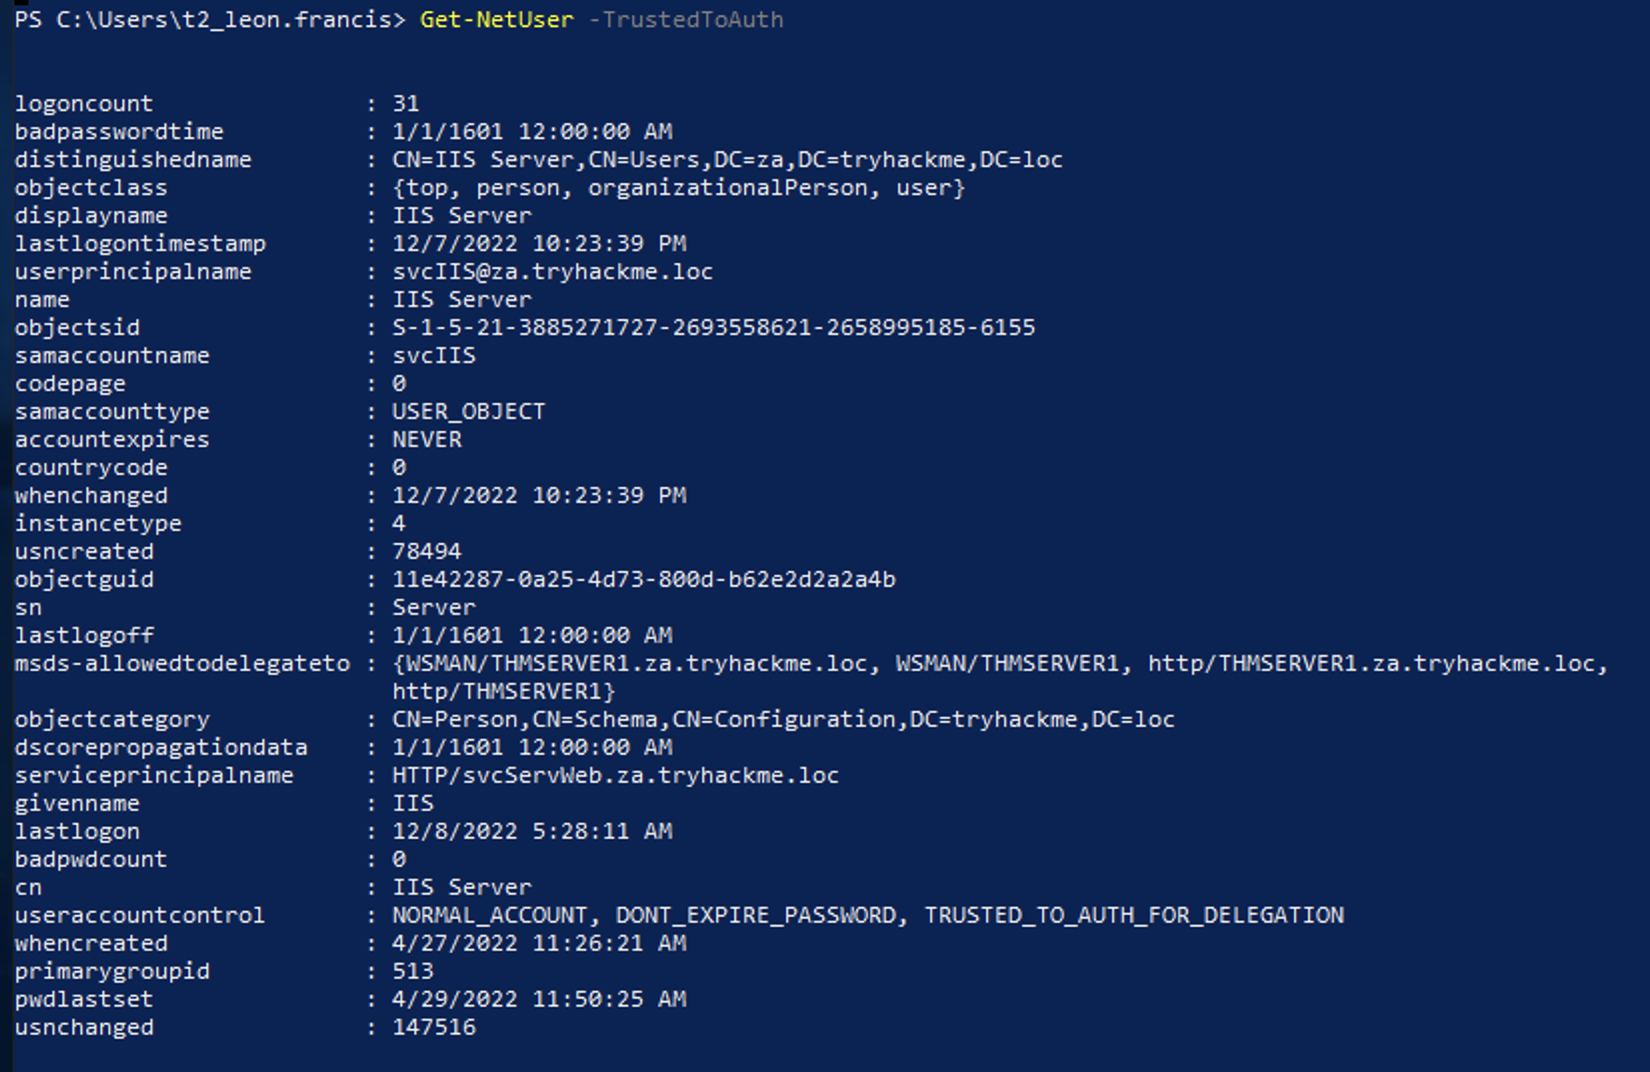 PS C:\Users\t2_leon.francis> Get-NetUser -TrustedToAuth
logoncount : 31
badpasswordtime : 1/1/1601 12:00:00 AM
distinguishedname : CN=IIS Server,CN=Users,DC=za,DC=tryhackme,DC=loc
objectclass : {top, person, organizationalPerson, user}
displayname : IIS Server
lastlogontimestamp : 12/7/2022 10:23:39 PM
userprincipalname : svcIIS@za.tryhackme.loc
name : IIS Server
objectsid : S-1-5-21-3885271727-2693558621-2658995185-6155
samaccountname : svcIIS
codepage : 0
samaccounttype : USER_OBJECT
accountexpires : NEVER
countrycode : 0
whenchanged : 12/7/2022 10:23:39 PM
instancetype : 4
usncreated : 78494
objectguid : 11e42287-0a25-4d73-800d-b62e2d2a2a4b
sn : Server
lastlogoff : 1/1/1601 12:00:00 AM
msds-allowedtodelegateto : {WSMAN/THMSERVER1.za.tryhackme.loc, WSMAN/THMSERVER1, http/THMSERVER1.za.tryhackme.loc,
http/THMSERVER1}
objectcategory : CN=Person,CN=Schema,CN=Configuration,DC=tryhackme,DC=loc
dscorepropagationdata : 1/1/1601 12:00:00 AM
serviceprincipalname : HTTP/svcServWeb.za.tryhackme.loc
givenname : IIS
lastlogon : 12/8/2022 5:28:11 AM
badpwdcount : 0
cn : IIS Server
useraccountcontrol : NORMAL_ACCOUNT, DONT_EXPIRE_PASSWORD, TRUSTED_TO_AUTH_FOR_DELEGATION
whencreated : 4/27/2022 11:26:21 AM
primarygroupid : 513
pwdlastset : 4/29/2022 11:50:25 AM
usnchanged : 147516